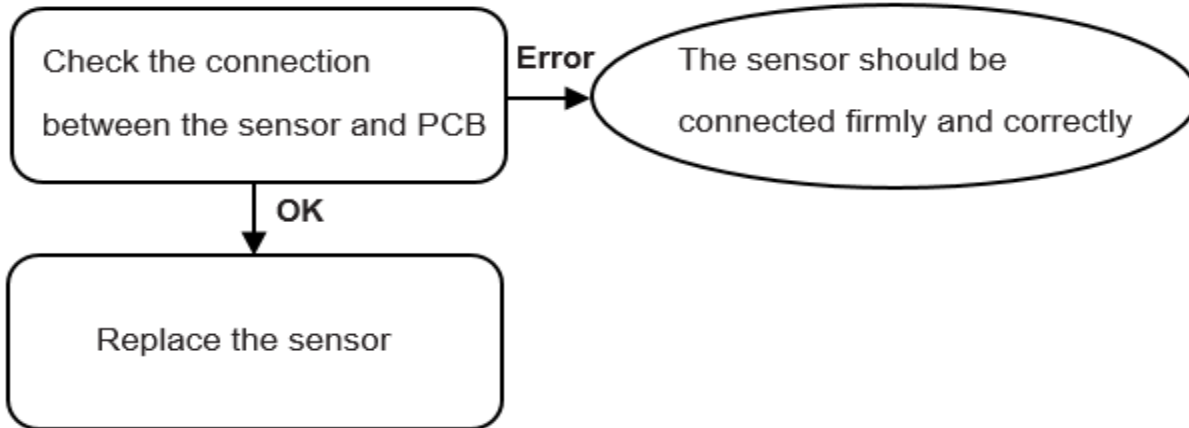 Check the connection
between the sensor and PCB
Error
The sensor should be
connected firmly and correctly
OK
Replace the sensor